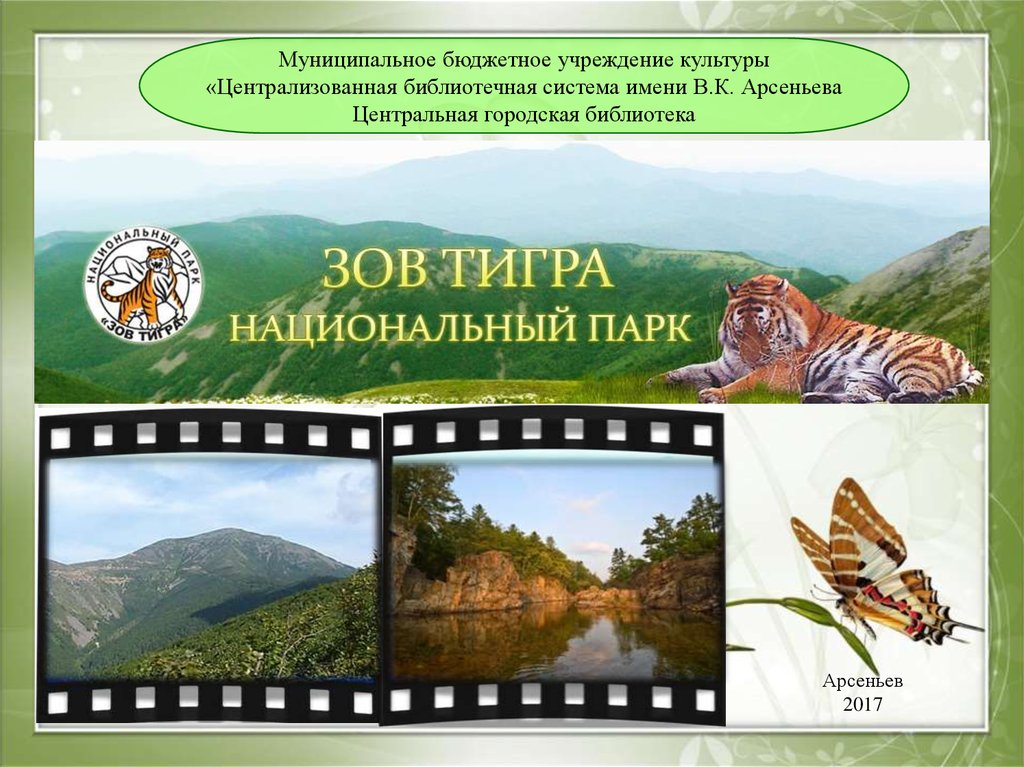 Муниципальное бюджетное учреждение культуры
«Централизованная библиотечная система имени В.К. Арсеньева
Центральная городская библиотека
НАЦИОНАЛЬНЫЙ ПАРК
«ЗОВ ТИГРА»
ЗОВ ТИГРА
НАЦИОНАЛЬНЫЙ ПАРК
Арсеньев
2017